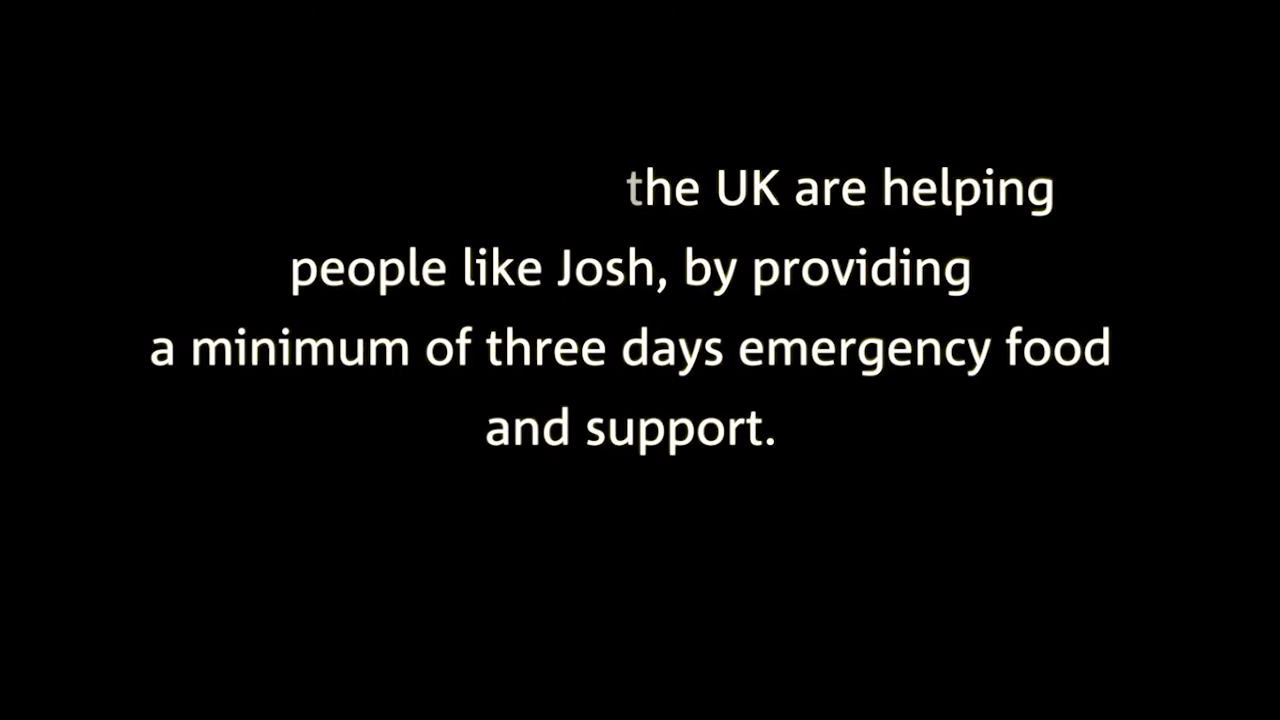 the UK are helping
people like Josh, by providing
a minimum of three days emergency food
and support.